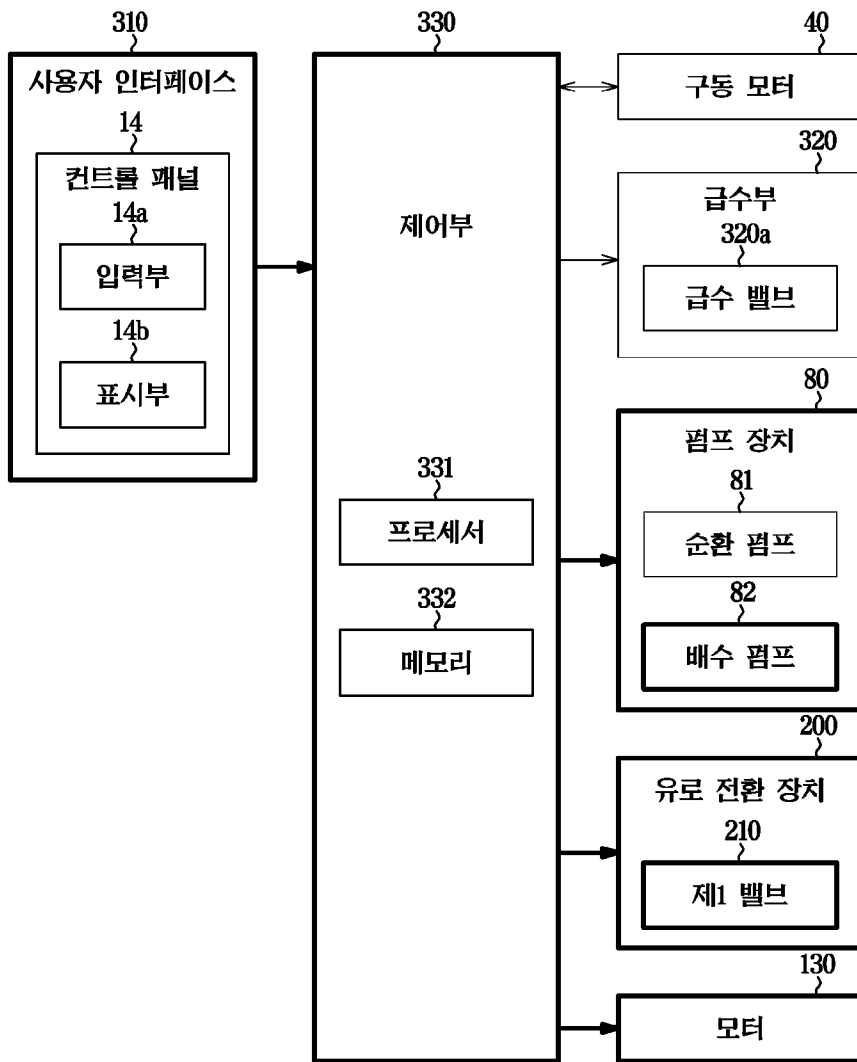 310
사용자 인터페이스
14
컨트롤 패널
14a
입력부
14b
표시부
330
제어부
331
프로세서
332
메모리
40
구동 모터
320
급수부
320a
급수 밸브
80
펌프 장치
81
순환 펌프
82
배수 펌프
200
유로 전환 장치
210
제1 밸브
130
모터